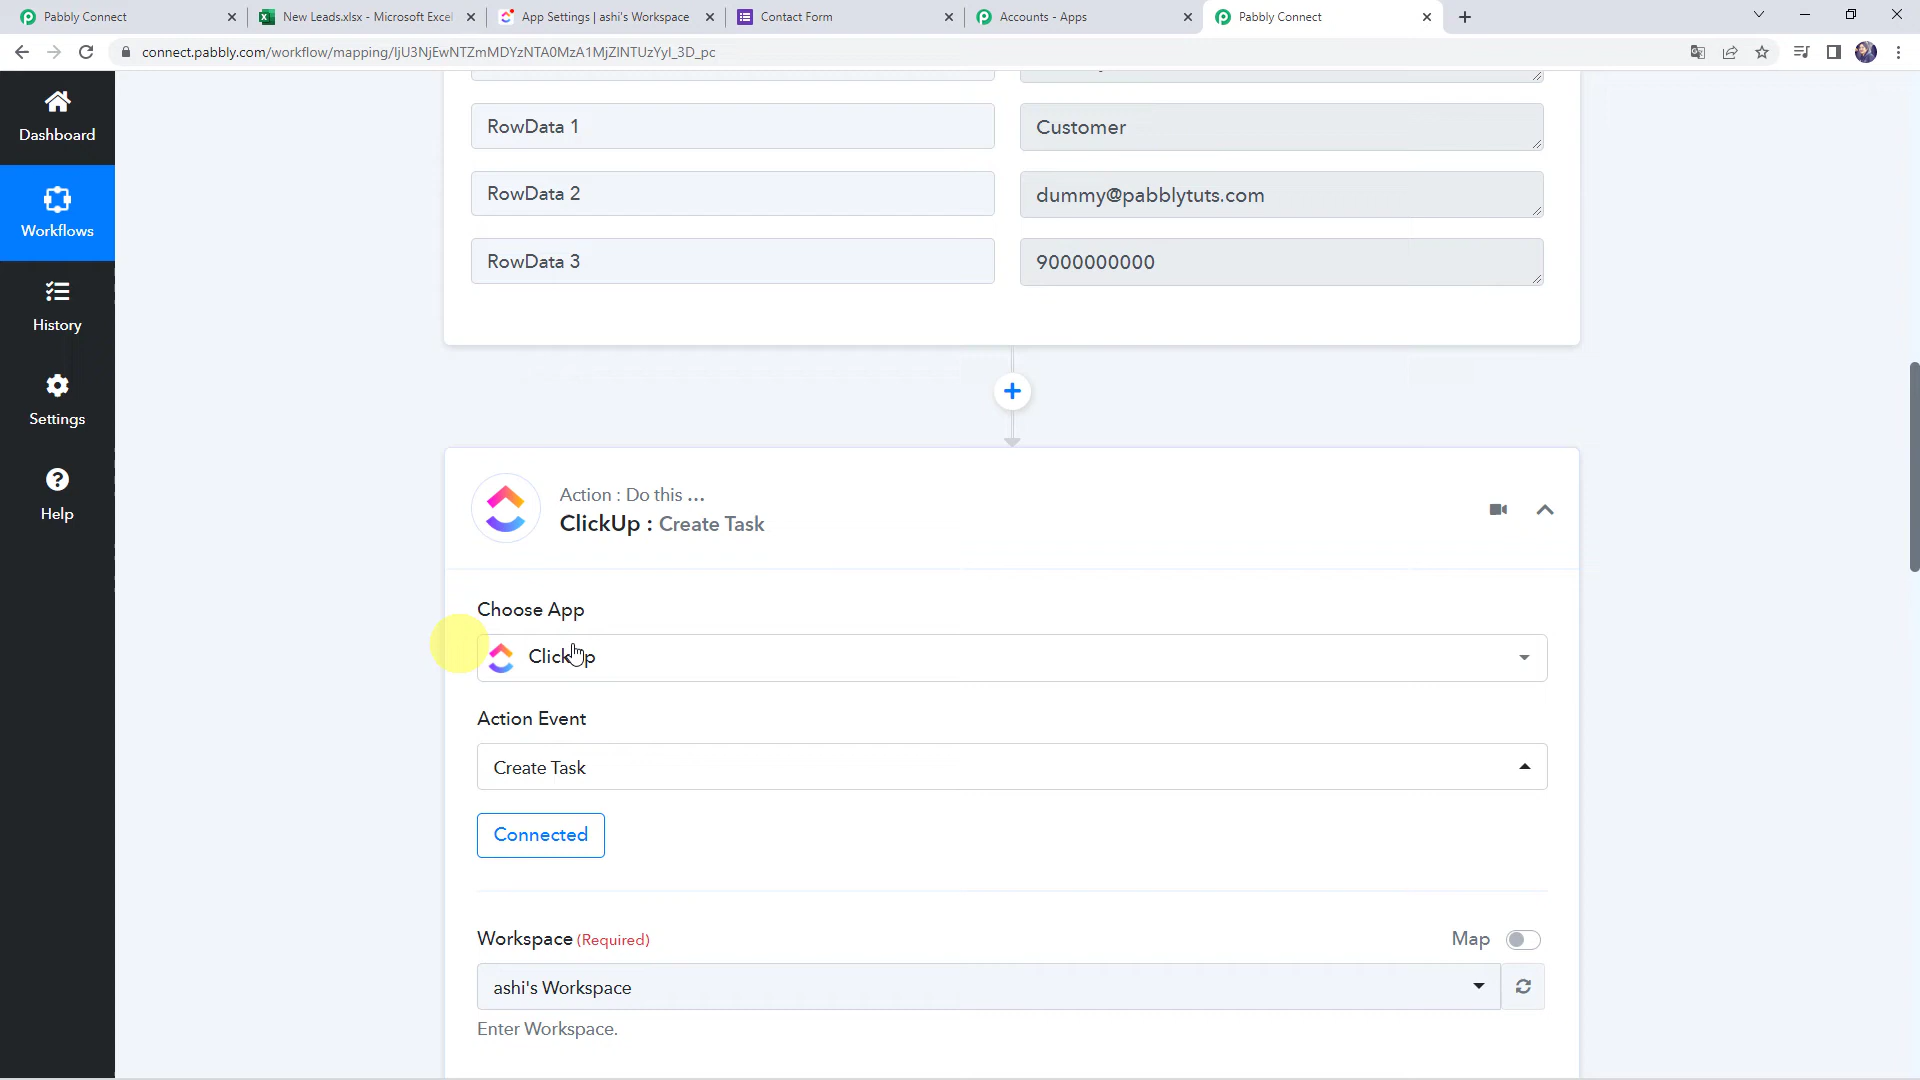 Pabbly Connect
New Leads.xlsx - Microsoft Excel
App Settings | ashi's Workspace
Contact Form
Accounts - Apps
Pabbly Connect
connect.pabbly.com/workflow/mapping/IjU3NjEwNTZmMDYzNTA0MzA1MjZlNTUzYyI_3D_pc
Dashboard
Workflows
History
Settings
Help
RowData 1
Customer
RowData 2
dummy@pabblytuts.com
RowData 3
9000000000
Action : Do this ...
ClickUp : Create Task
Choose App
ClickUp
Action Event
Create Task
Connected
Workspace (Required)
Map
ashi's Workspace
Enter Workspace.